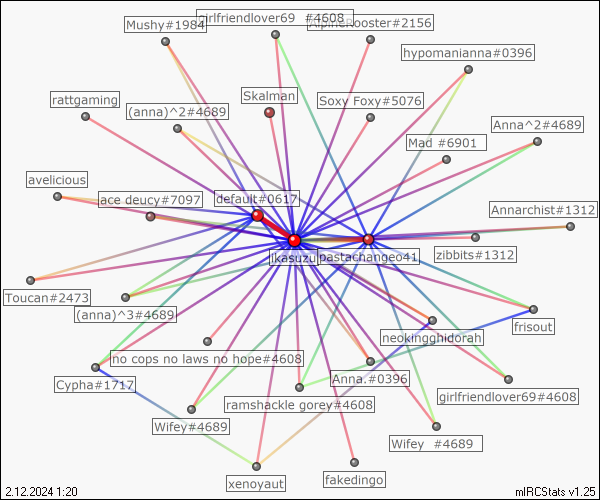 girlfriendlover69 #4608
Mushy#1984
AlpineRooster#2156
hypomanianna#0396
rattgaming
(anna)^2#4689
Skalman
Soxy Foxy#5076
Anna^2#4689
Mad #6901
avelicious
ace deucy#7097
default#0617
Annarchist#1312
ikasuzu
pastachangeo41
zibbits#1312
Toucan#2473
(anna)^3#4689
frisout
neokingghidorah
no cops no laws no hope#4608
Cypha#1717
Anna.#0396
ramshackle gorey#4608
girlfriendlover69#4608
Wifey#4689
Wifey #4689
xenoyaut
fakedingo
2.12.2024 1:20
mIRCStats v1.25